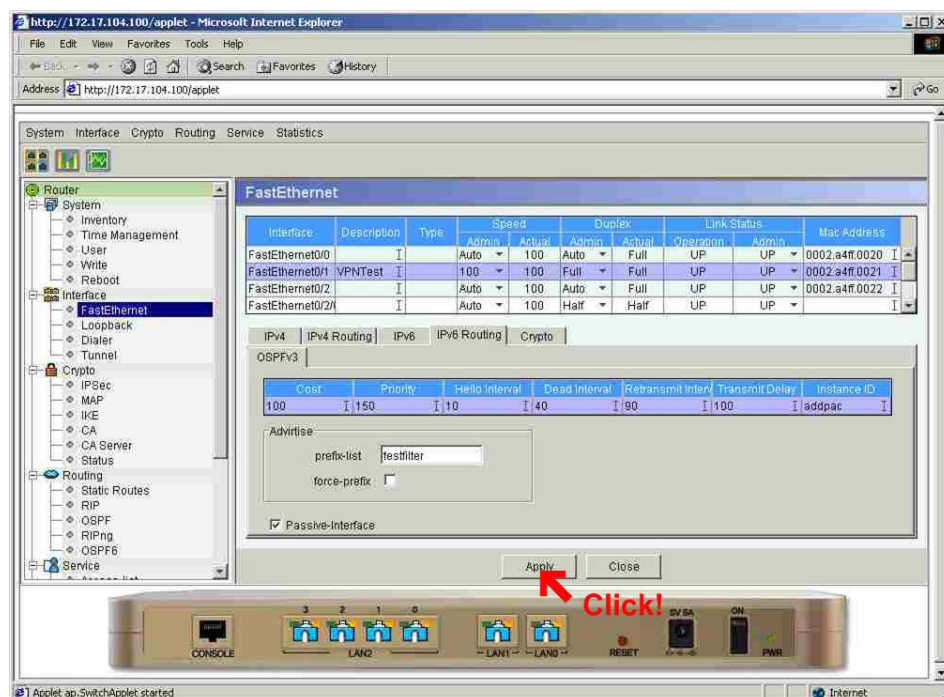 http://172.17.104.100/applet - Microsoft Internet Explorer
File Edit View Favorites Tools Help
Back Search Favorites History
Address http://172.17.104.100/applet Go
System Interface Crypto Routing Service Statistics
Router
System
Inventory
Time Management
User
Write
Reboot
Interface
FastEthernet
Loopback
Dialer
Tunnel
Crypto
IPSec
MAP
IKE
CA
CA Server
Status
Routing
Static Routes
RIP
OSPF
RIPng
OSPF6
Service
FastEthernet
Interface Description Type Speed Duplex Link Status Mac Address
Admin Actual Admin Actual Operation Admin
FastEthernet0/0 Auto 100 Auto Full UP UP 0002.a4ff.0020
FastEthernet0/1 VPNTest 100 100 Full Full UP UP 0002.a4ff.0021
FastEthernet0/2 Auto 100 Auto Full UP UP 0002.a4ff.0022
FastEthernet0/2/( Auto 100 Half Half UP UP
IPv4 IPv4 Routing IPv6 IPv6 Routing Crypto
OSPFv3
Cost Priority Hello Interval Dead Interval Retransmit Interv Transmit Delay Instance ID
100 150 10 40 90 100 addpac
Advirtise
prefix-list testfilter
force-prefix
Passive-Interface
Apply Close
Click!
3 2 1 0
CONSOLE LAN2 LAN1 LAN0 RESET 5V 5A ON PWR
Applet ap.SwitchApplet started Internet